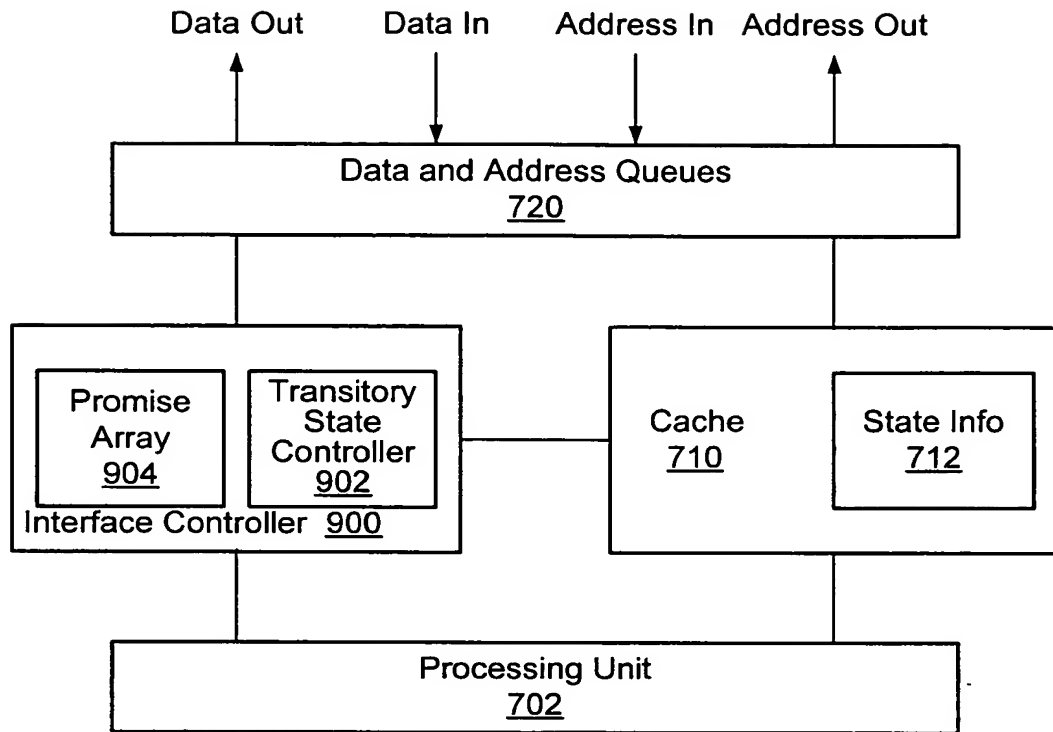 Data Out Data In Address In Address Out
Data and Address Queues
720
Promise
Array
904
Transitory
State
Controller
902
Interface Controller 900
Cache
710
State Info
712
Processing Unit
702